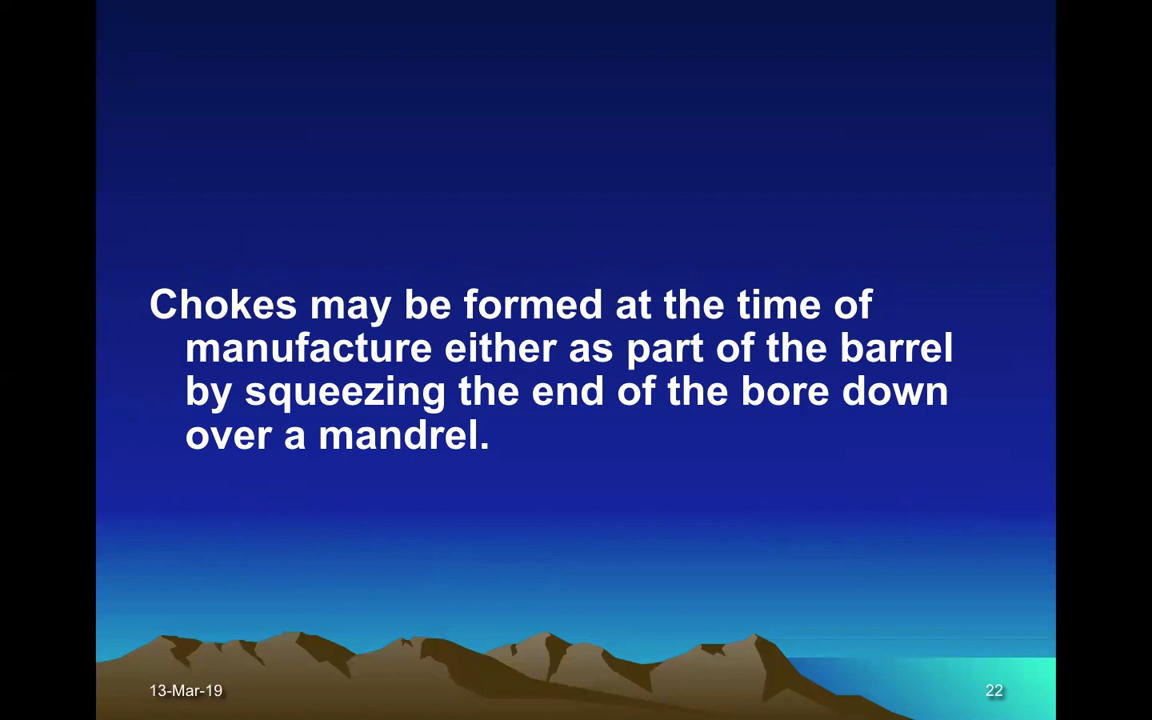 Chokes may be formed at the time of
manufacture either as part of the barrel
by squeezing the end of the bore down
over a mandrel.
13-Mar-19
22